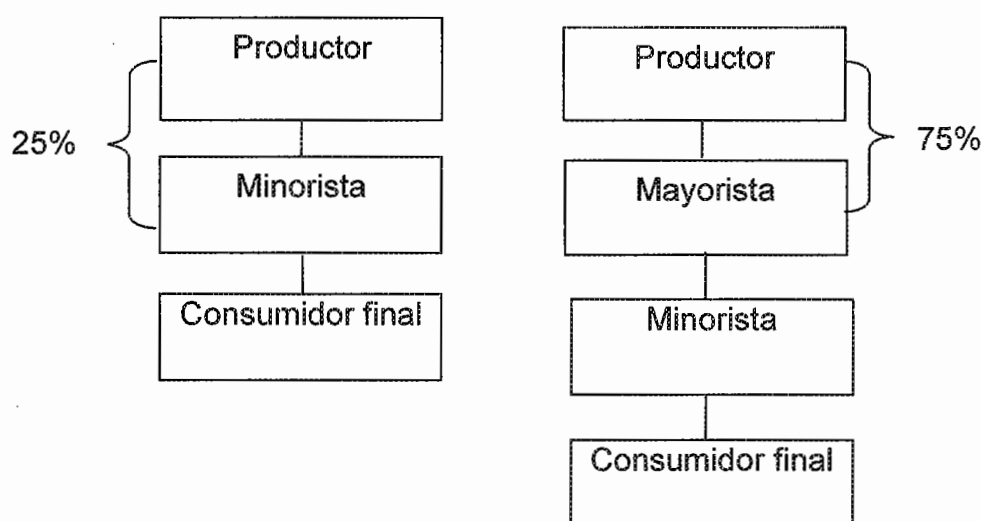 Productor
25%
Minorista
Consumidor final
Productor
75%
Mayorista
Minorista
Consumidor final